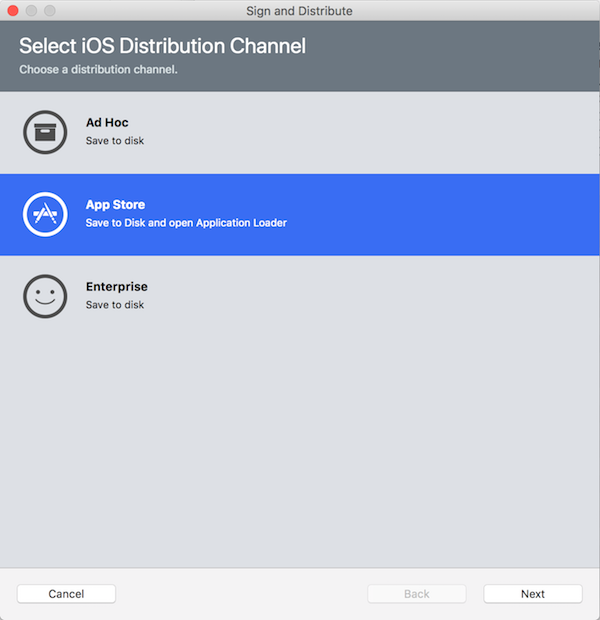 Sign and Distribute
Select iOS Distribution Channel
Choose a distribution channel.
Ad Hoc
Save to disk
App Store
Save to Disk and open Application Loader
Enterprise
Save to disk
Cancel
Back
Next